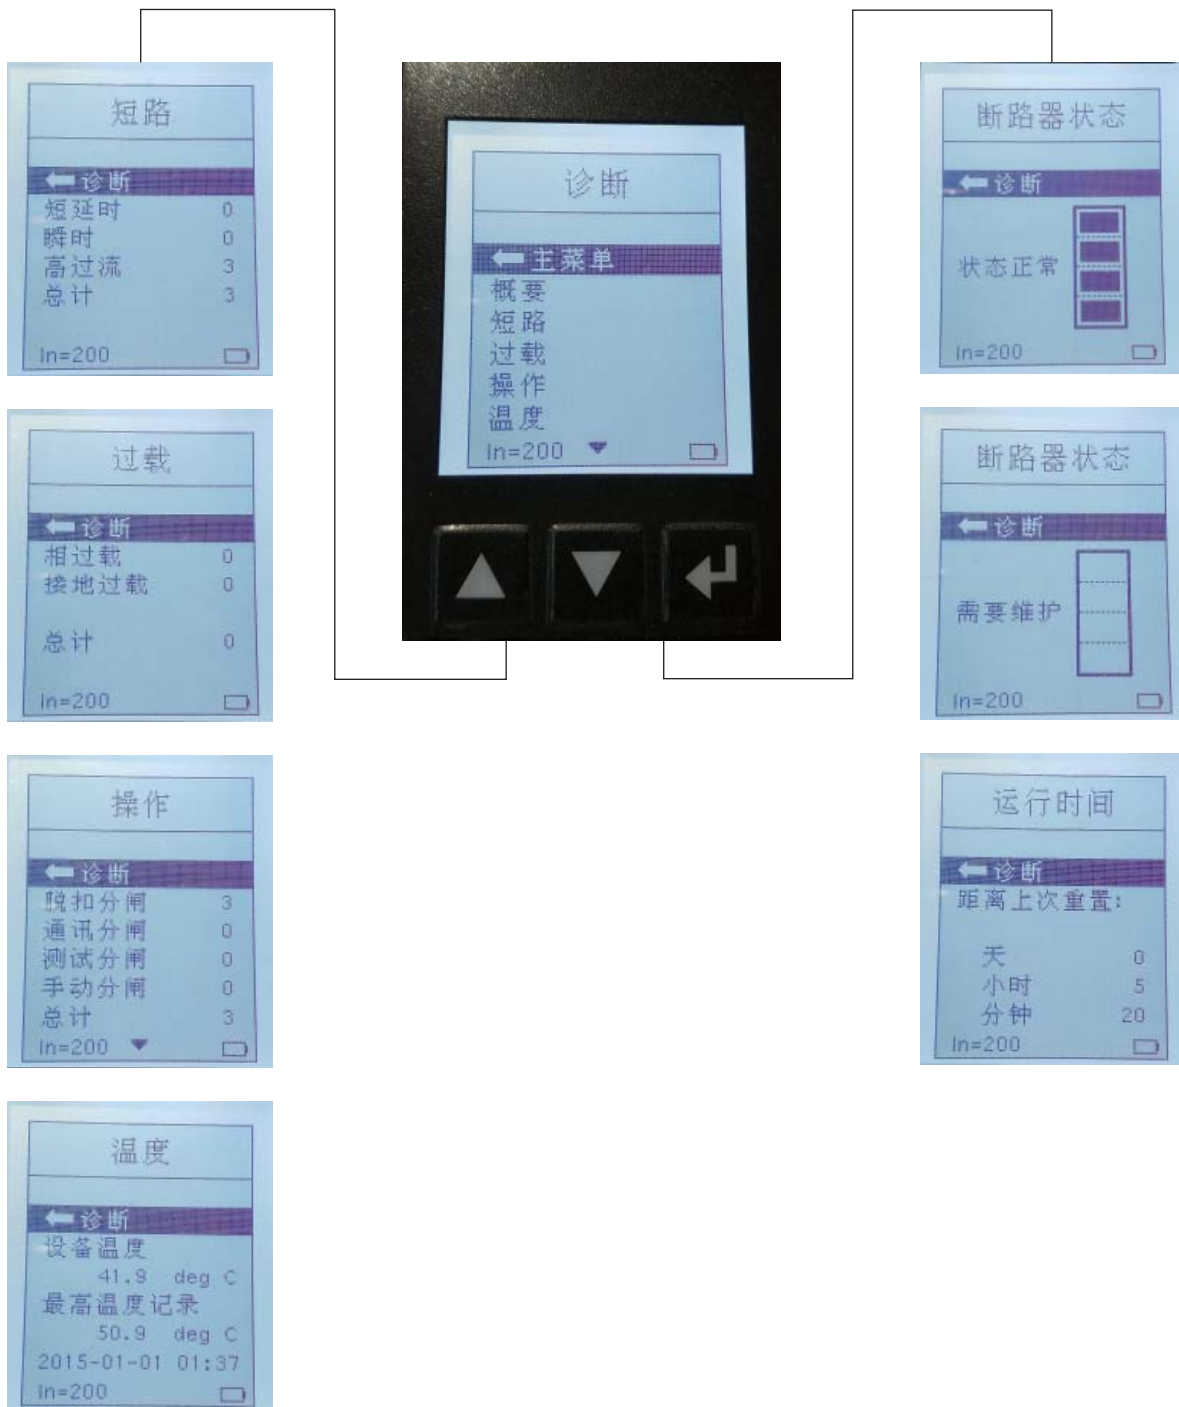 短路
诊断
短延时 0
瞬时 0
高过流 3
总计 3
In=200
过载
诊断
相过载 0
接地过载 0
总计 0
In=200
操作
诊断
脱扣分闸 3
通讯分闸 0
测试分闸 0
手动分闸 0
总计 3
In=200
温度
诊断
设备温度
41.9 deg C
最高温度记录
50.9 deg C
2015-01-01 01:37
In=200
诊断
主菜单
概要
短路
过载
操作
温度
In=200
断路器状态
诊断
状态正常
In=200
断路器状态
诊断
需要维护
In=200
运行时间
诊断
距离上次重置:
天 0
小时 5
分钟 20
In=200